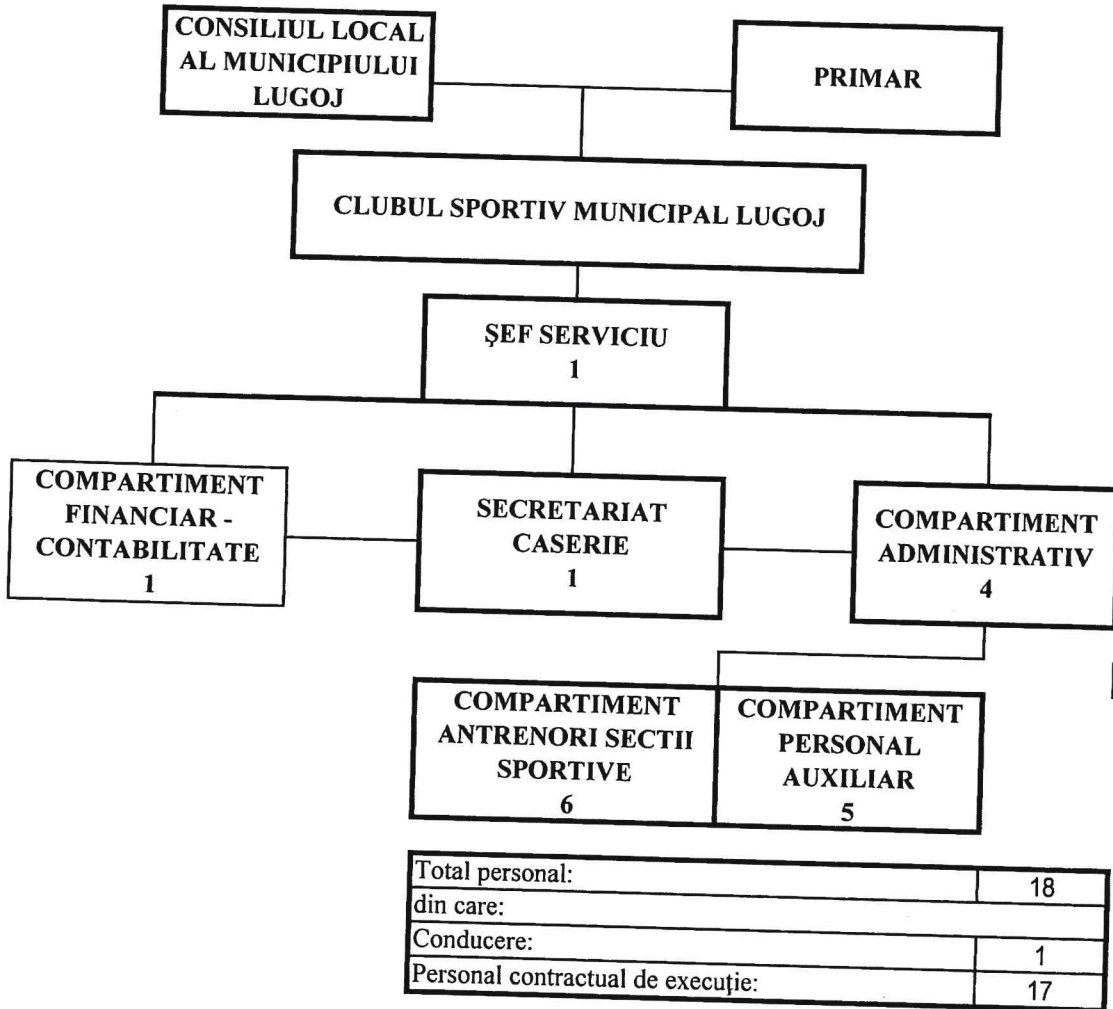 CONSILIUL LOCAL
AL MUNICIPIULUI
LUGOJ
PRIMAR
CLUBUL SPORTIV MUNICIPAL LUGOJ
ŞEF SERVICIU
1
COMPARTIMENT
FINANCIAR -
CONTABILITATE
1
SECRETARIAT
CASERIE
1
COMPARTIMENT
ADMINISTRATIV
4
COMPARTIMENT
ANTRENORI SECTII
SPORTIVE
6
COMPARTIMENT
PERSONAL
AUXILIAR
5
Total personal: 18
din care:
Conducere: 1
Personal contractual de execuţie: 17